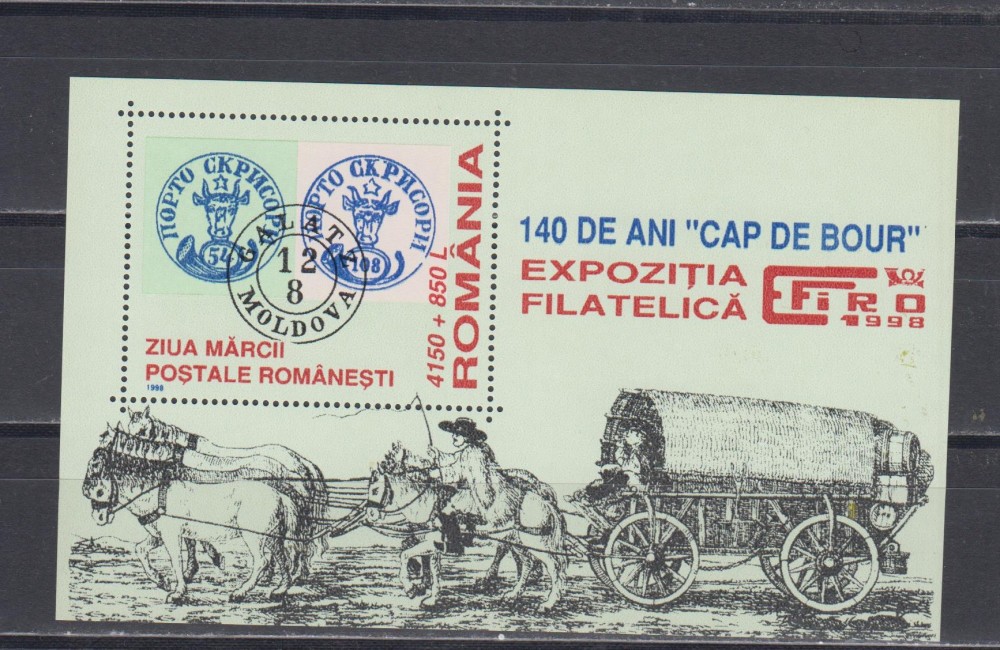 ПОРТО СКРИСОРИ
54
ПОРТО СКРИСОРИ
108
GALATZ
12
8
MOLDOVA
4150 + 850 L
ROMÂNIA
ZIUA MĂRCII
POȘTALE ROMÂNEȘTI
1998
140 DE ANI "CAP DE BOUR"
EXPOZIȚIA
FILATELICĂ
EFIRO
1998